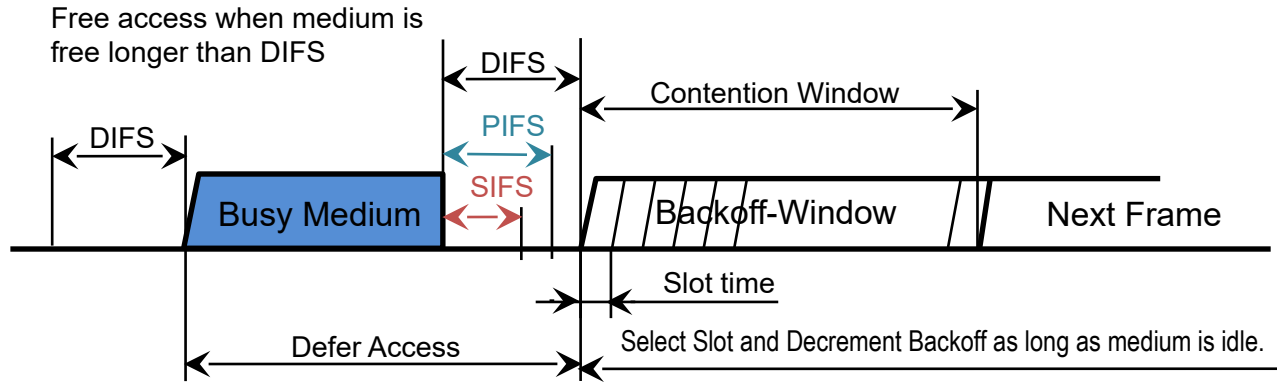 Free access when medium is
free longer than DIFS
DIFS
DIFS
Contention Window
PIFS
SIFS
Busy Medium
Backoff-Window
Next Frame
Slot time
Defer Access
Select Slot and Decrement Backoff as long as medium is idle.